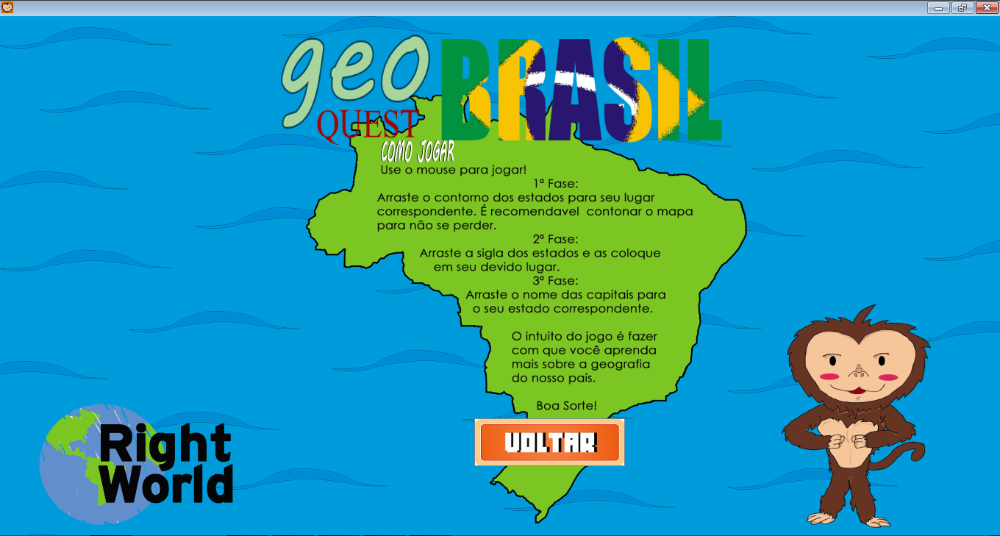 geo BRASIL
QUEST
COMO JOGAR
Use o mouse para jogar!
1ª Fase:
Arraste o contorno dos estados para seu lugar
correspondente. É recomendavel contonar o mapa
para não se perder.
2ª Fase:
Arraste a sigla dos estados e as coloque
em seu devido lugar.
3ª Fase:
Arraste o nome das capitais para
o seu estado correspondente.
O intuito do jogo é fazer
com que você aprenda
mais sobre a geografia
do nosso país.
Boa Sorte!
VOLTAR
Right
World